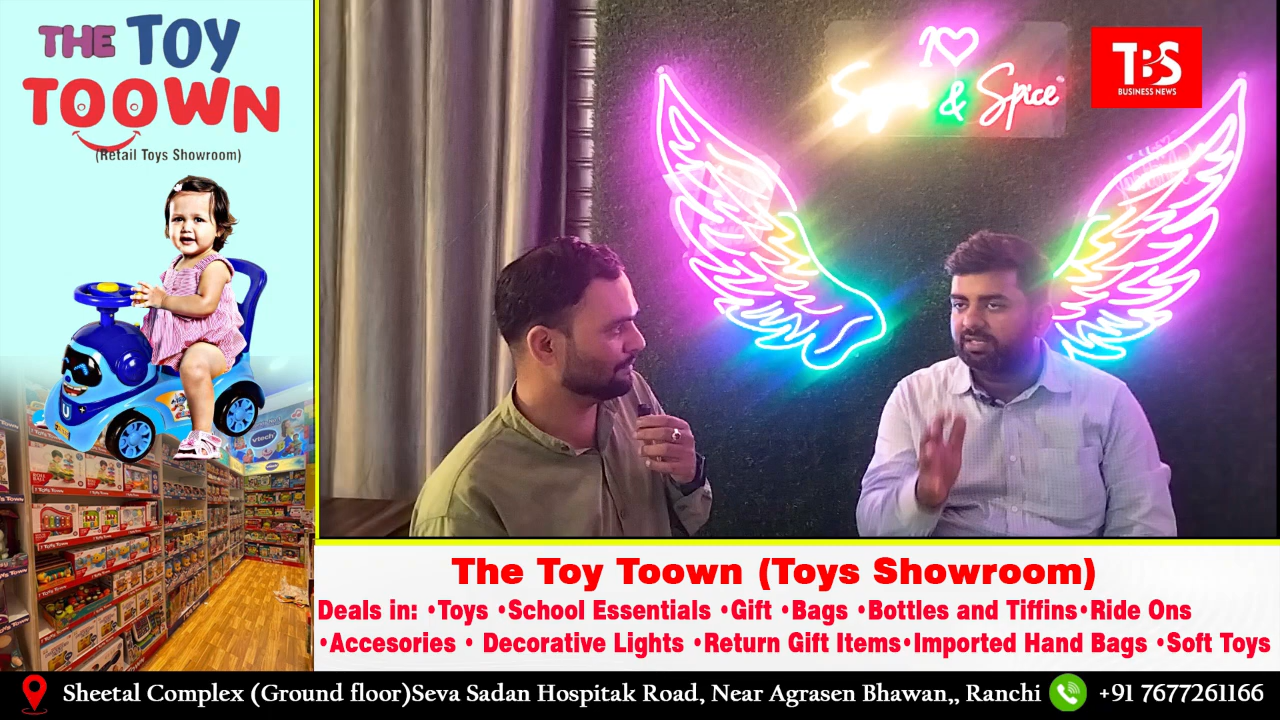 THE TOY
TOOWN
(Retail Toys Showroom)
I
Sugar & Spice
TBS
BUSINESS NEWS
U +
vtech
vtech
The Toy Toown (Toys Showroom)
Deals in: •Toys •School Essentials •Gift •Bags •Bottles and Tiffins•Ride Ons
•Accesories • Decorative Lights •Return Gift Items•Imported Hand Bags •Soft Toys
Sheetal Complex (Ground floor)Seva Sadan Hospitak Road, Near Agrasen Bhawan,, Ranchi
+91 7677261166